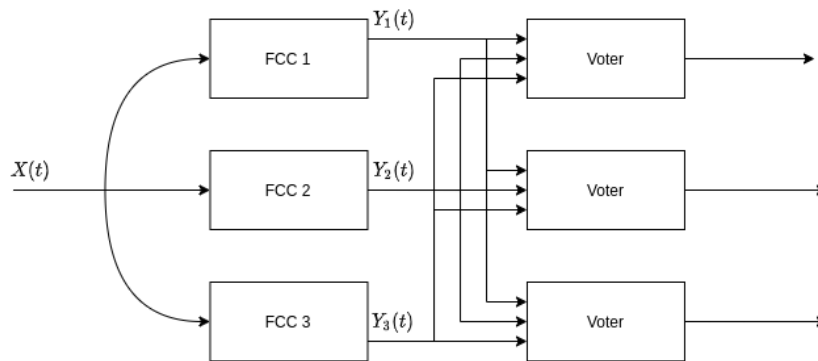 Y₁(t)
FCC 1
Voter
X(t)
FCC 2
Y₂(t)
Voter
FCC 3
Y₃(t)
Voter